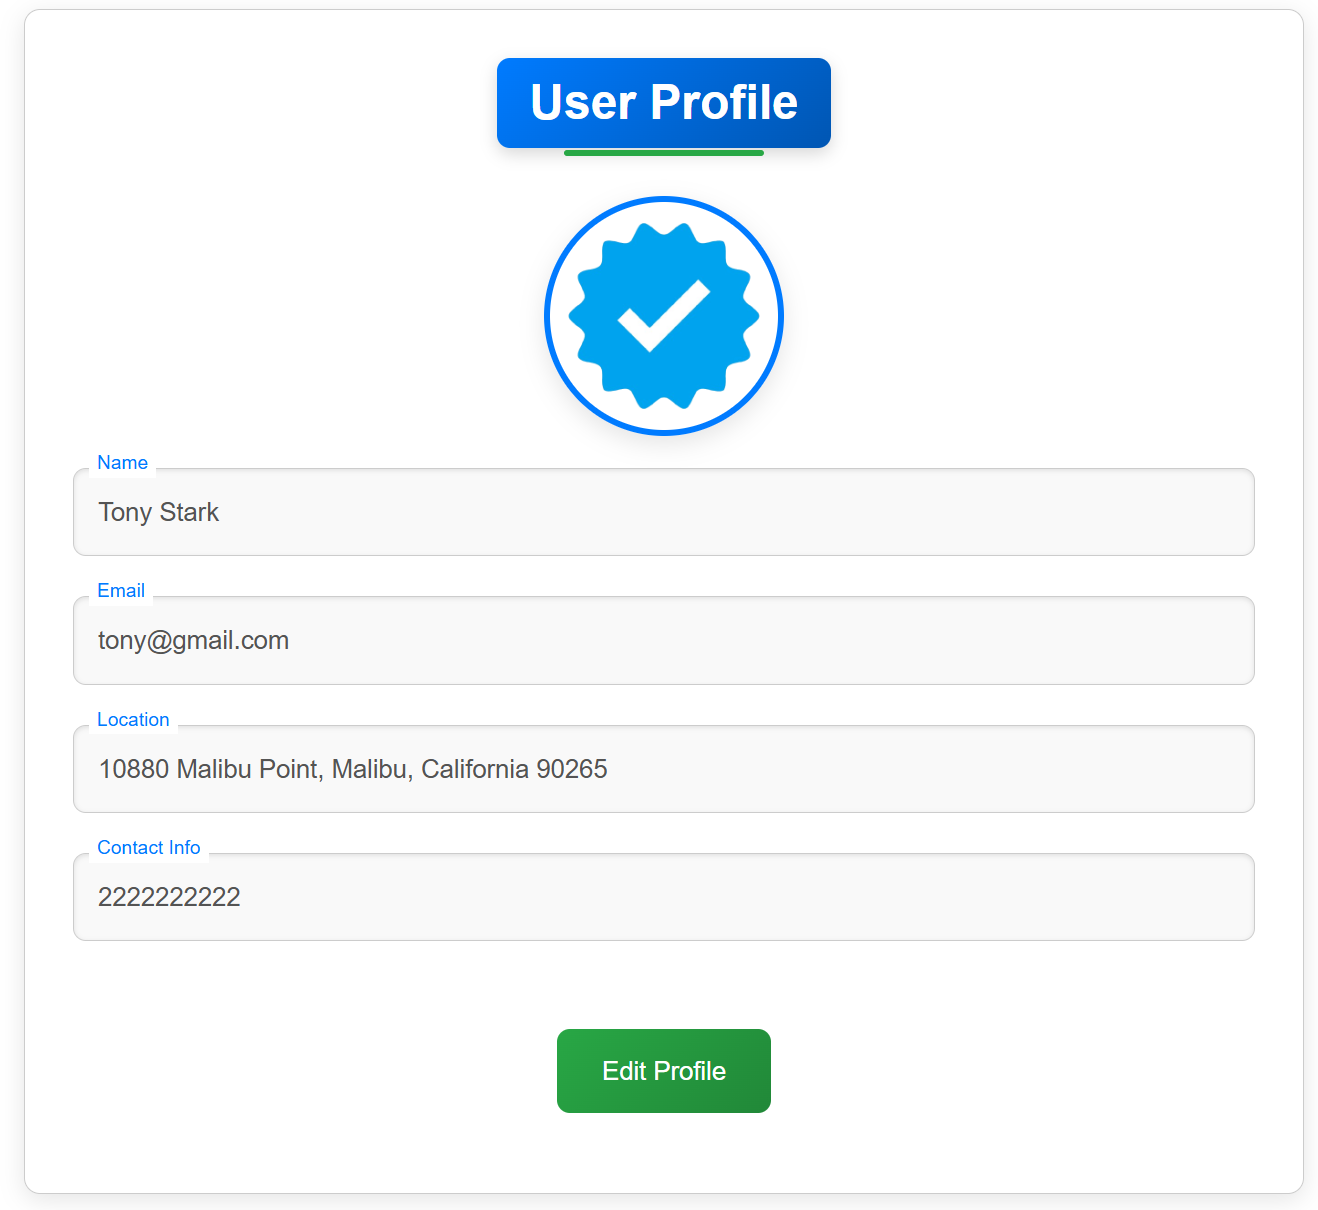 User Profile
Name
Tony Stark
Email
tony@gmail.com
Location
10880 Malibu Point, Malibu, California 90265
Contact Info
2222222222
Edit Profile